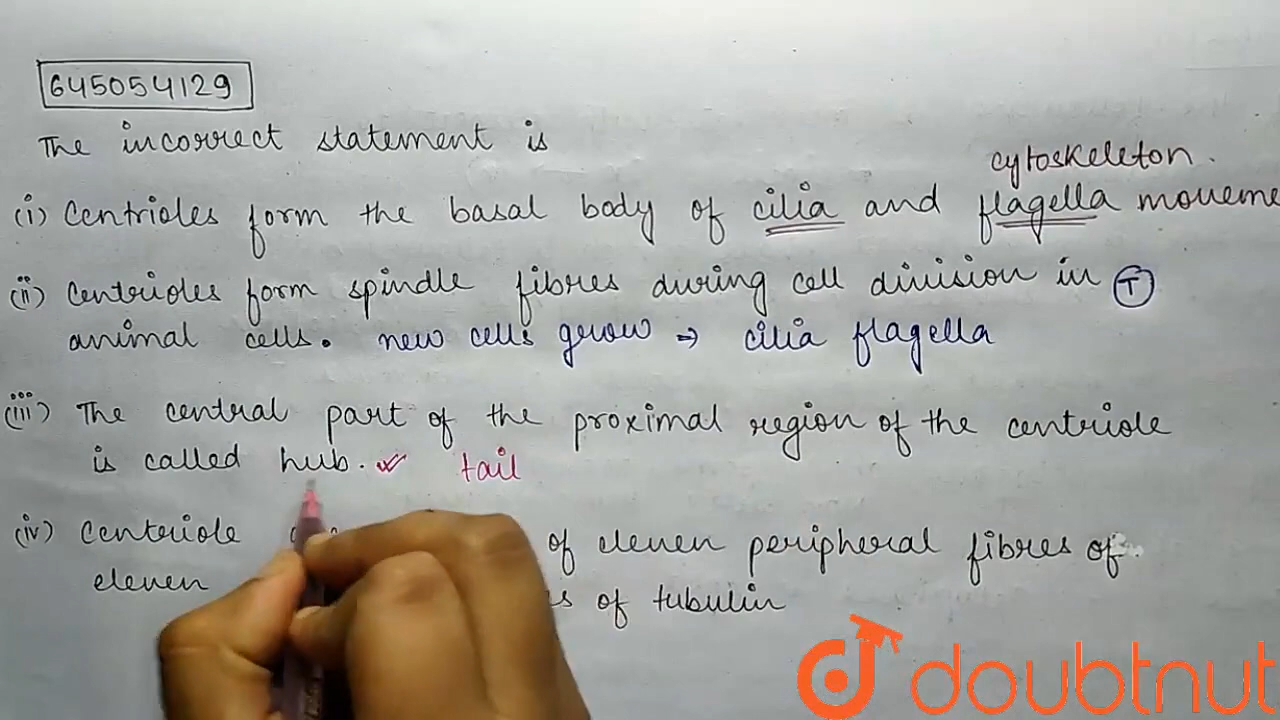 645054129
The incorrect statement is
cytoskeleton.
(i) Centrioles form the basal body of cilia and flagella moveme
(ii) Centrioles form spindle fibres during cell division in T
animal cells. new cells grow → cilia flagella
(iii) The central part of the proximal region of the centriole
is called hub. tail
(iv) Centriole of eleven peripheral fibres of
eleven of tubulin
doubtnut